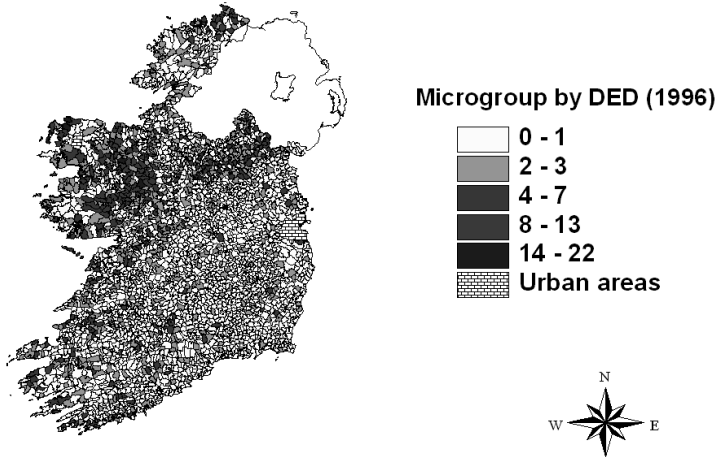 Microgroup by DED (1996)
0 - 1
2 - 3
4 - 7
8 - 13
14 - 22
Urban areas
N
W E
S